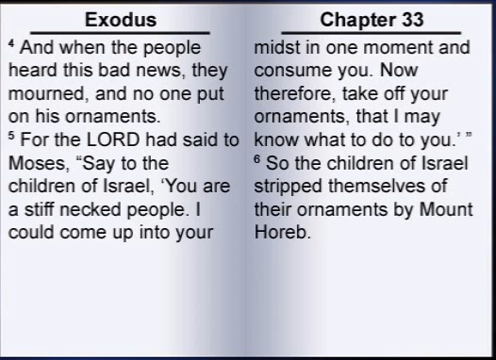 Exodus
⁴ And when the people
heard this bad news, they
mourned, and no one put
on his ornaments.
⁵ For the LORD had said to
Moses, “Say to the
children of Israel, ‘You are
a stiff necked people. I
could come up into your
Chapter 33
midst in one moment and
consume you. Now
therefore, take off your
ornaments, that I may
know what to do to you.’ ”
⁶ So the children of Israel
stripped themselves of
their ornaments by Mount
Horeb.